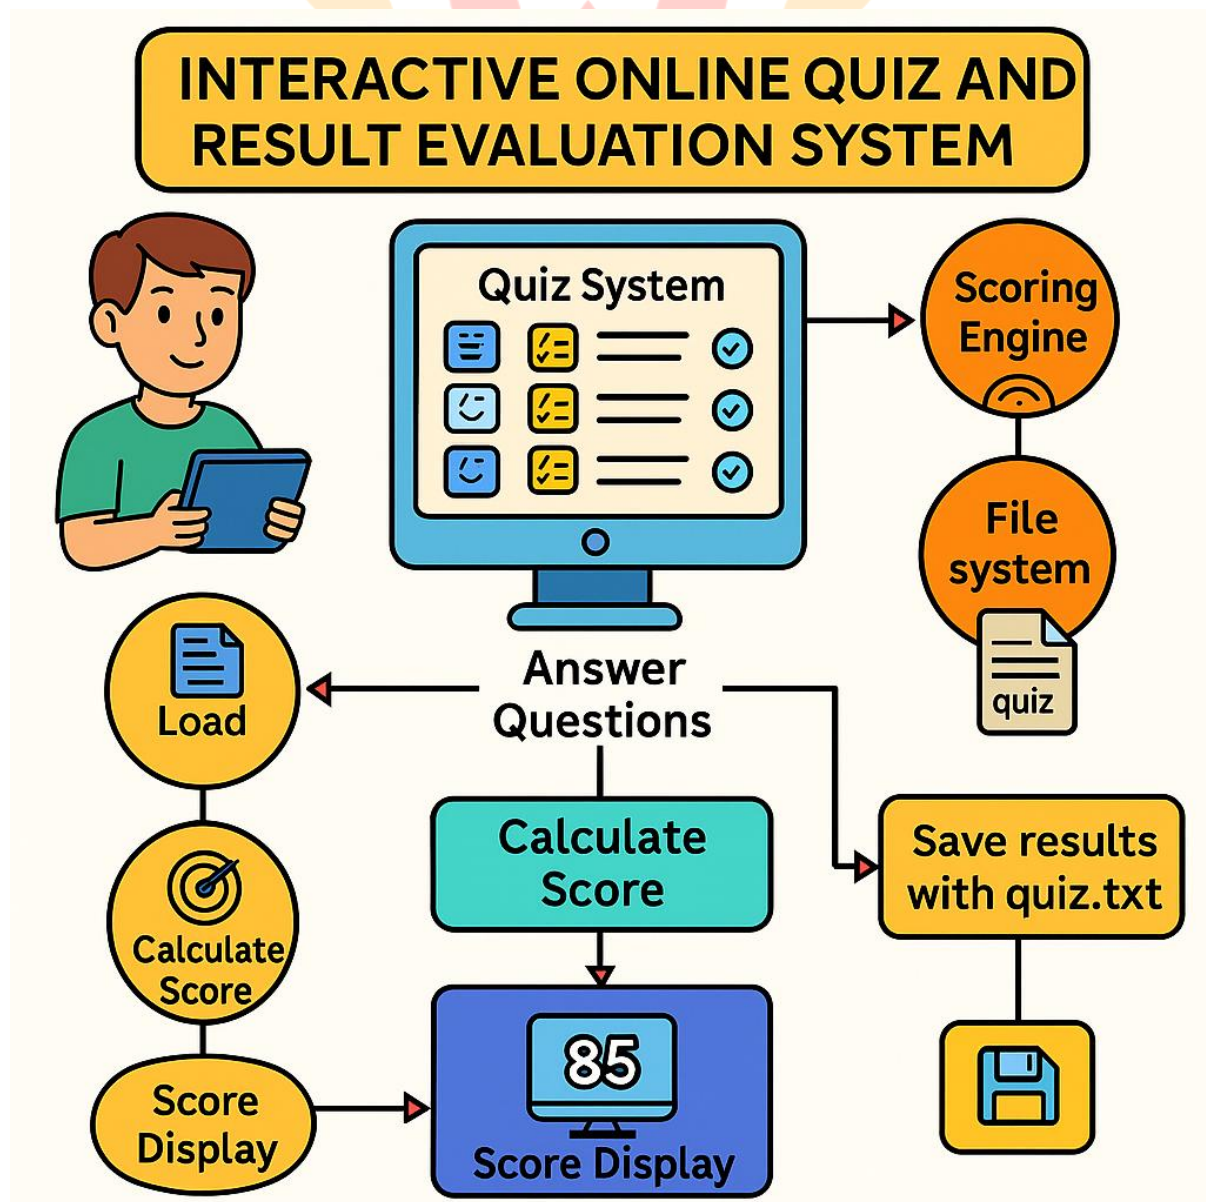 INTERACTIVE ONLINE QUIZ AND
RESULT EVALUATION SYSTEM
Quiz System
Scoring
Engine
File
system
quiz
Answer
Questions
Load
Calculate
Score
Save results
with quiz.txt
Calculate
Score
Score
Display
85
Score Display